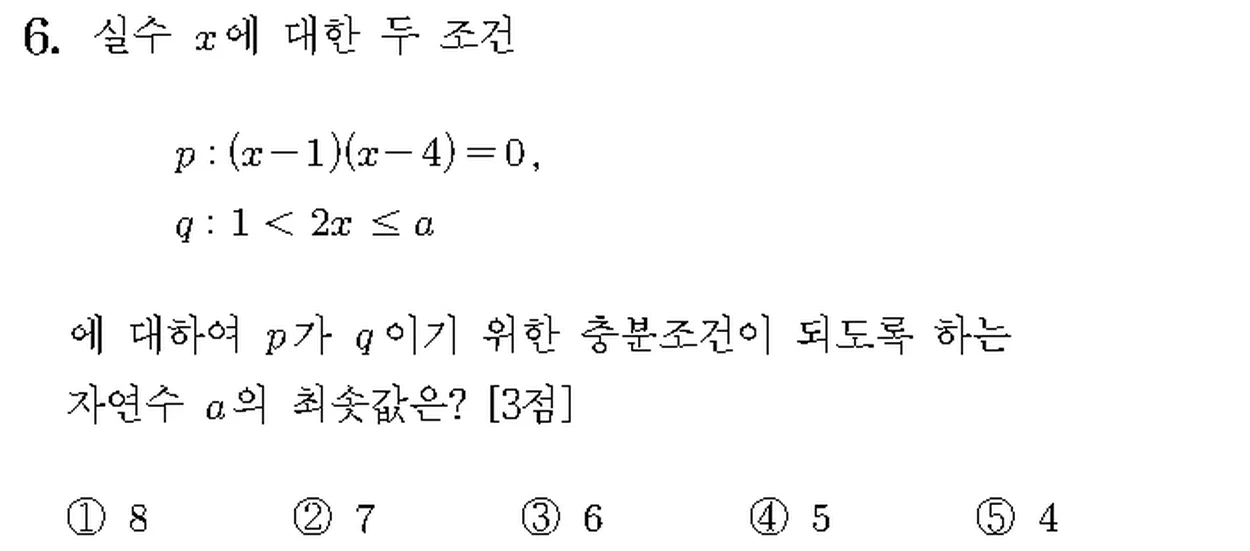 6. 실수 x에 대한 두 조건
p : (x-1)(x-4)=0,
q : 1 < 2x ≤ a
에 대하여 p가 q이기 위한 충분조건이 되도록 하는
자연수 a의 최솟값은? [3점]
① 8 ② 7 ③ 6 ④ 5 ⑤ 4